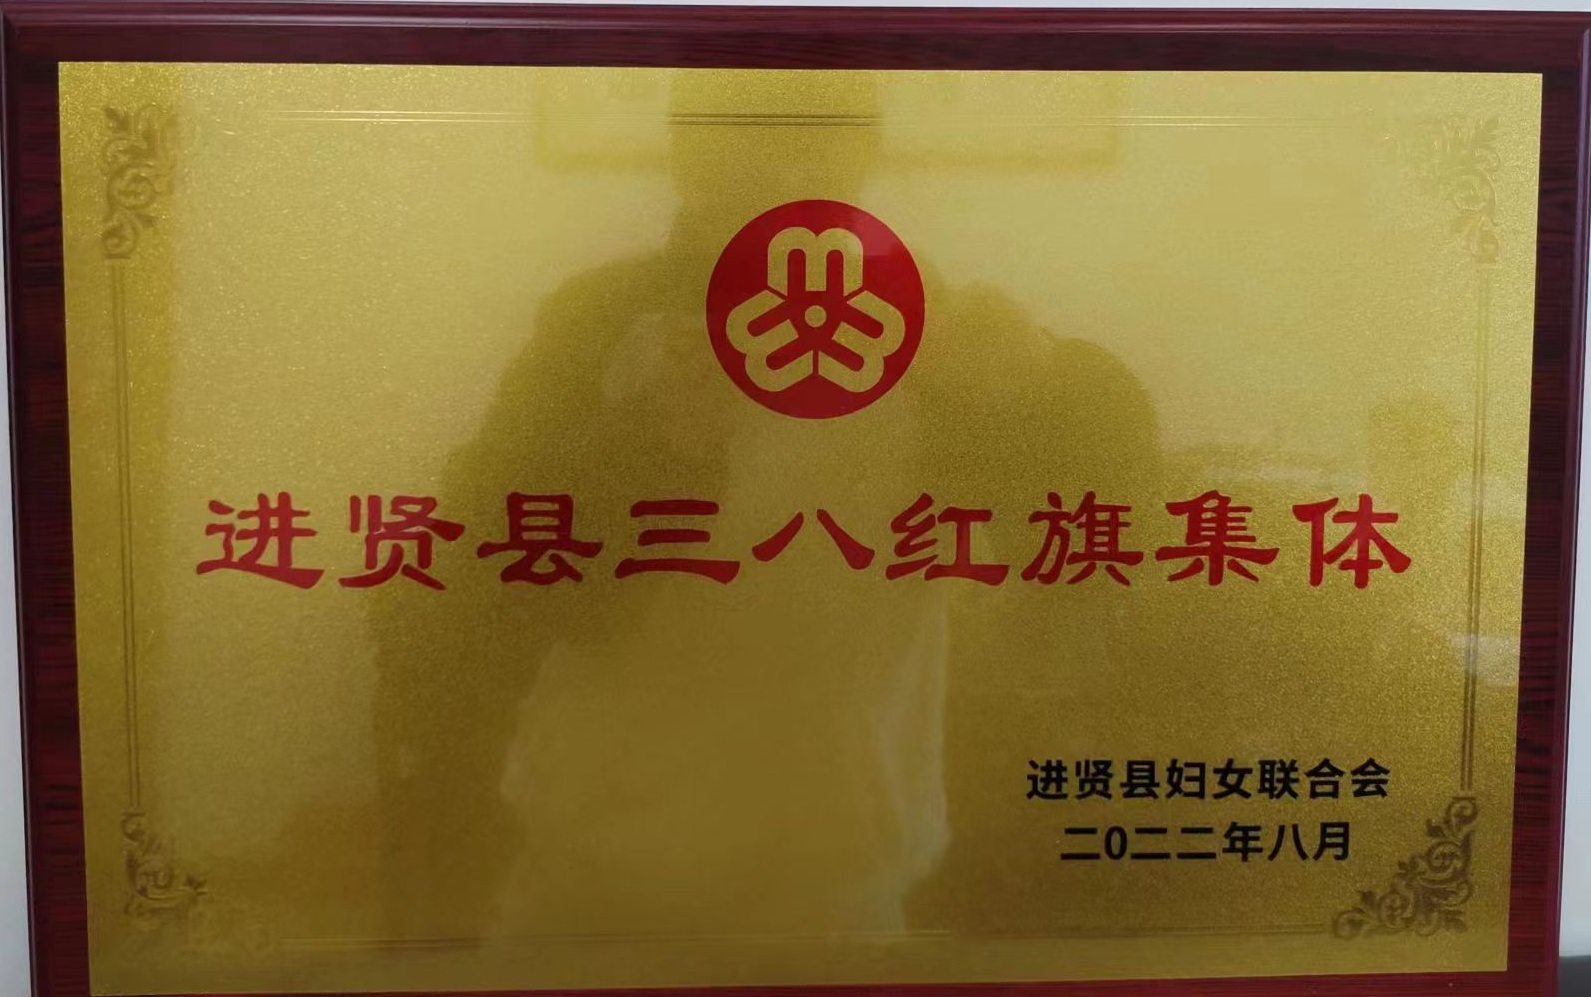 进贤县三八红旗集体
进贤县妇女联合会
二0二二年八月